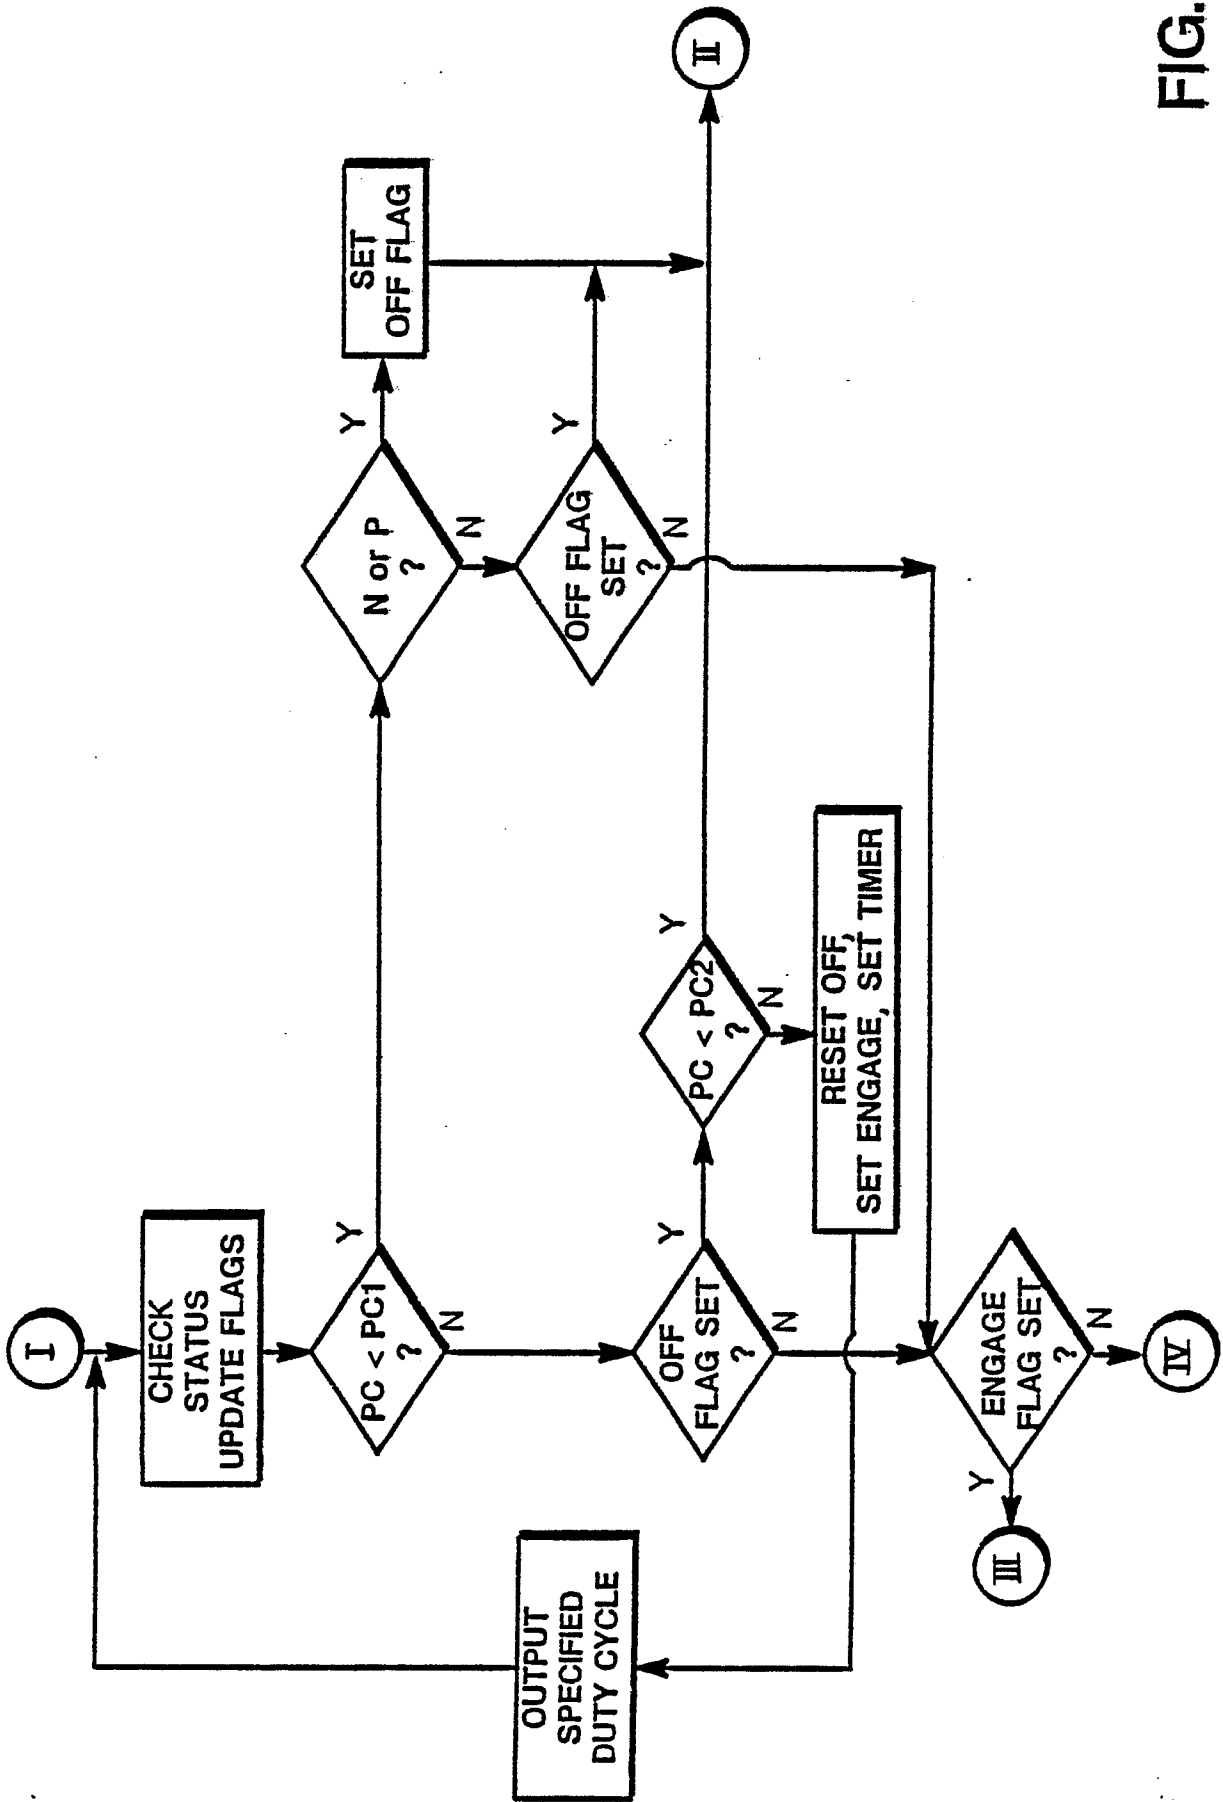 I
CHECK
STATUS
UPDATE FLAGS
PC < PC1
?
Y
N
N or P
?
Y
N
SET
OFF FLAG
OFF FLAG
SET
?
Y
N
II
OFF
FLAG SET
?
Y
N
PC < PC2
?
Y
N
RESET OFF,
SET ENGAGE, SET TIMER
OUTPUT
SPECIFIED
DUTY CYCLE
ENGAGE
FLAG SET
?
Y
N
III
IV
FIG.